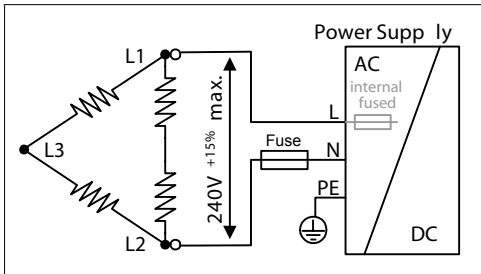 Power Supp ly
L1
AC
internal
fused
L
240V +15% max.
Fuse
N
L3
PE
L2
DC